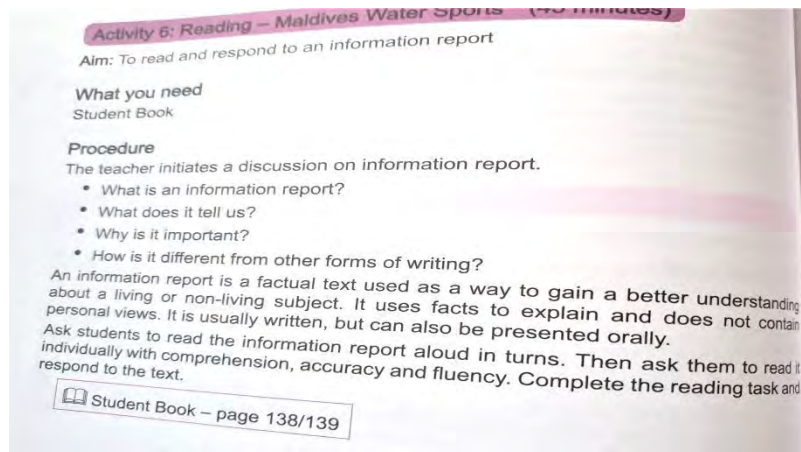 Activity 6: Reading – Maldives Water Sports (45 minutes)
Aim: To read and respond to an information report
What you need
Student Book
Procedure
The teacher initiates a discussion on information report.
• What is an information report?
• What does it tell us?
• Why is it important?
• How is it different from other forms of writing?
An information report is a factual text used as a way to gain a better understanding
about a living or non-living subject. It uses facts to explain and does not contain
personal views. It is usually written, but can also be presented orally.
Ask students to read the information report aloud in turns. Then ask them to read it
individually with comprehension, accuracy and fluency. Complete the reading task and
respond to the text.
Student Book – page 138/139